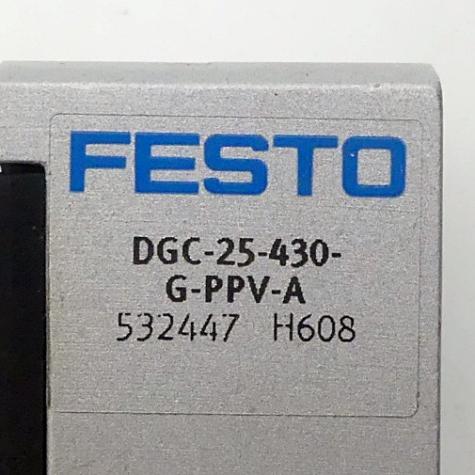 FESTO
DGC-25-430-
G-PPV-A
532447 H608